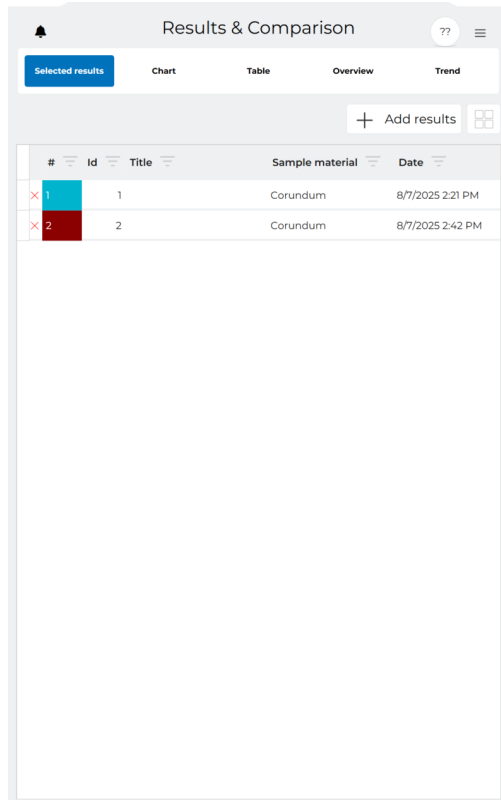 Results & Comparison
??
Selected results Chart Table Overview Trend
Add results
# Id Title Sample material Date
1 1 Corundum 8/7/2025 2:21 PM
2 2 Corundum 8/7/2025 2:42 PM